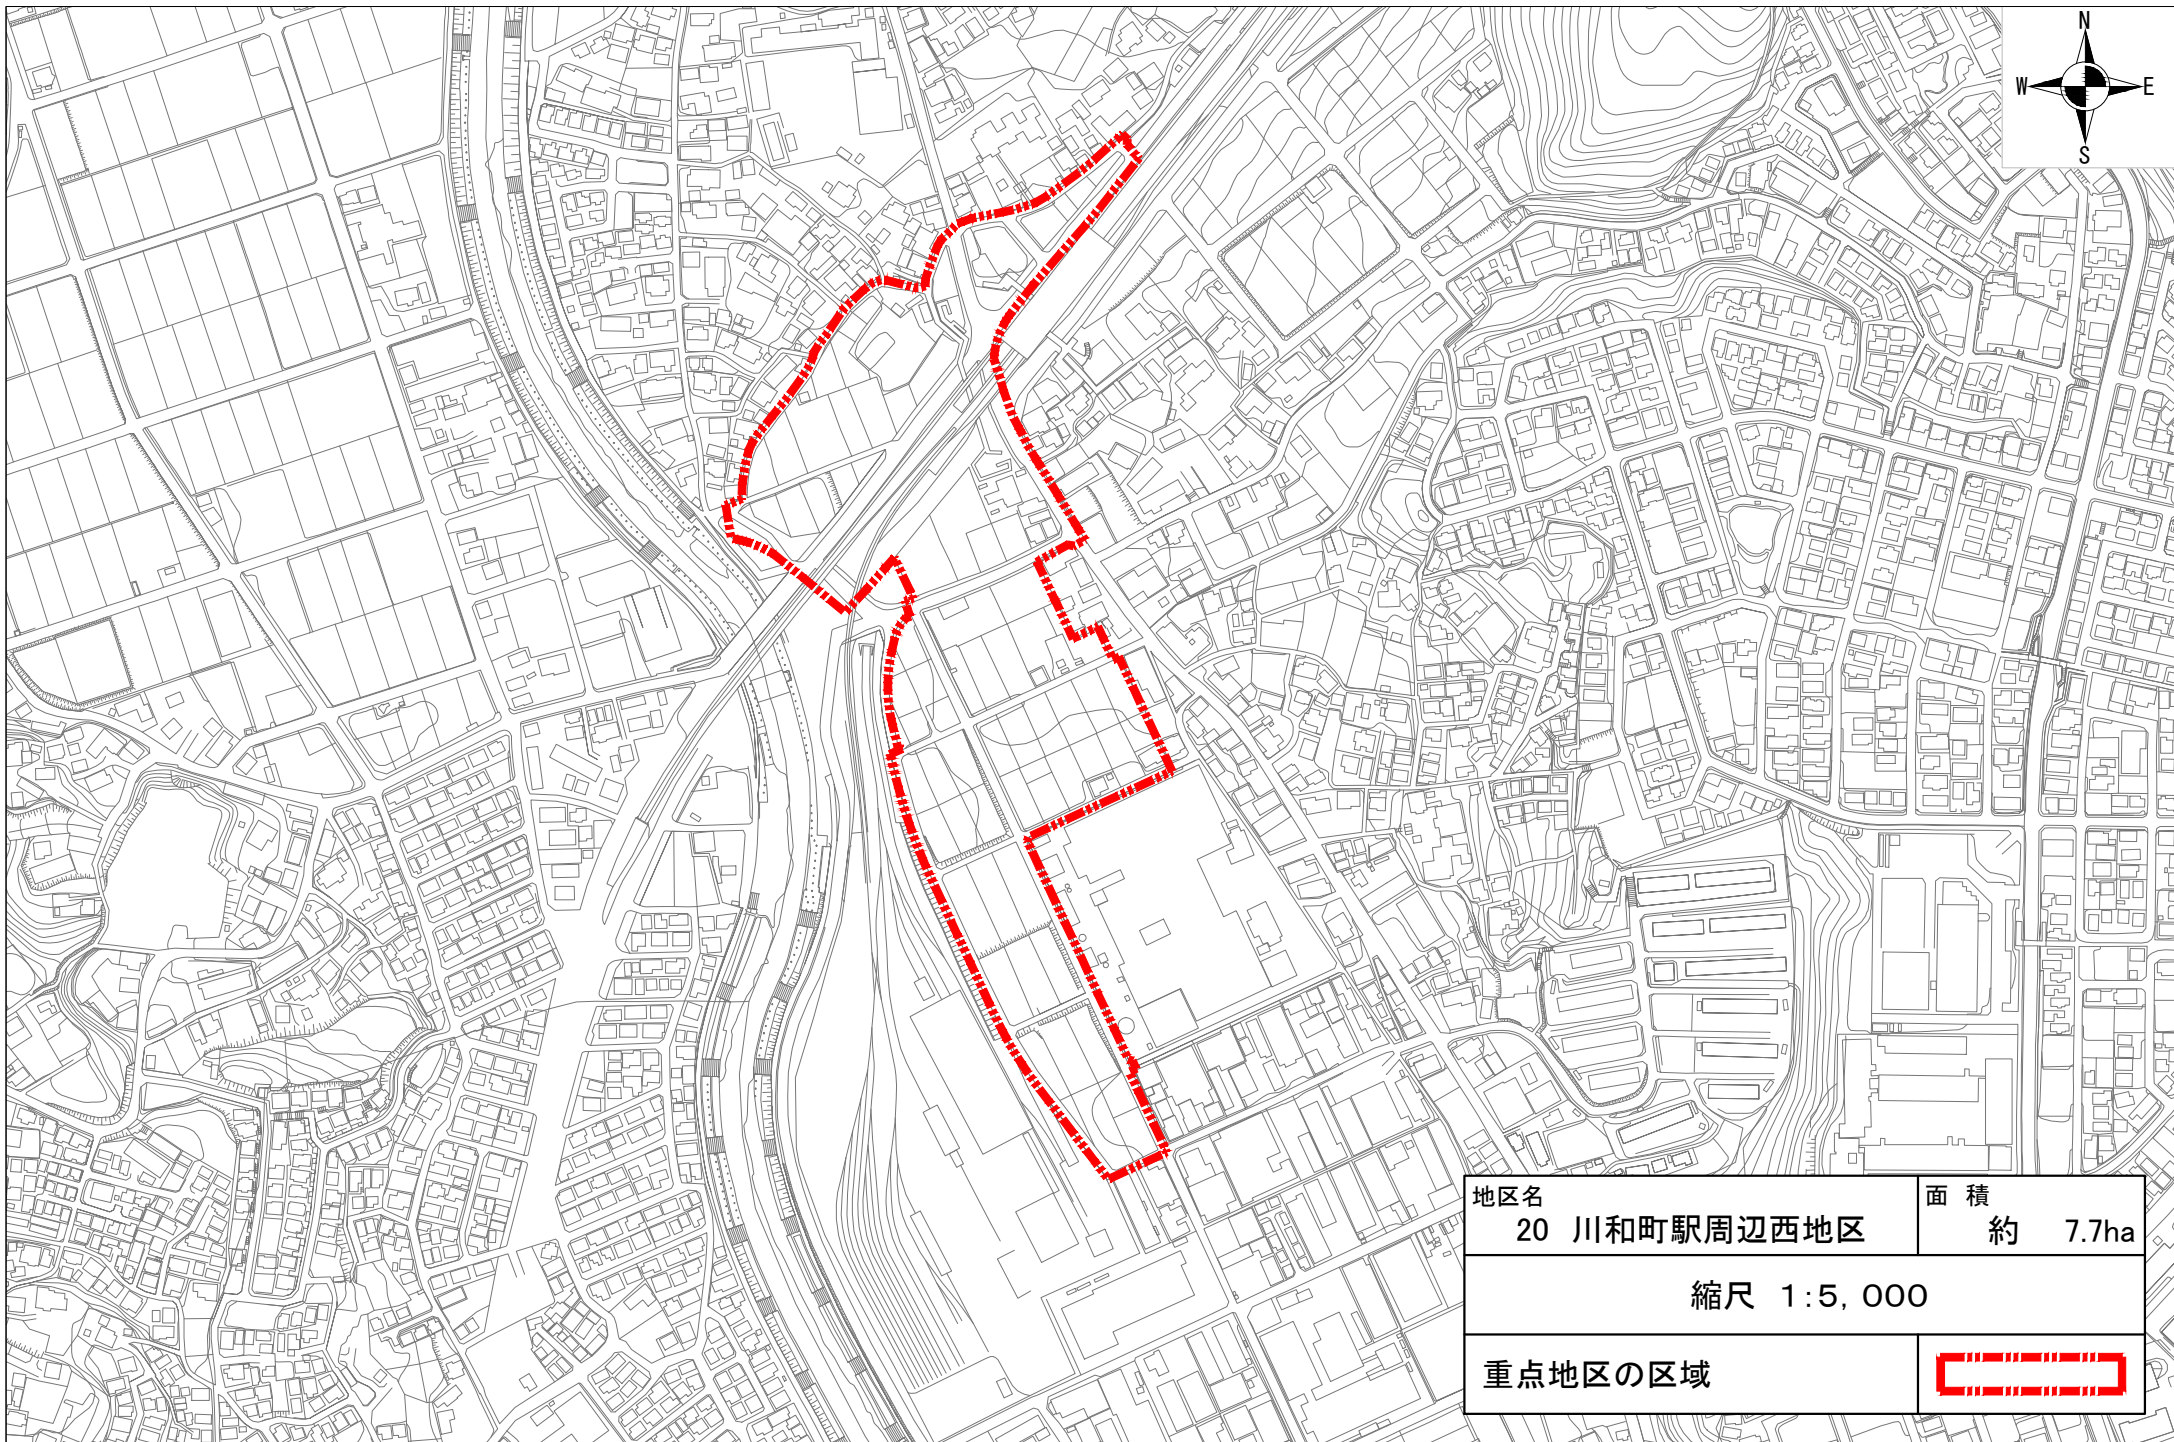 N
W E
S
地区名
20 川和町駅周辺西地区
面 積
約 7.7ha
縮尺 1:5,000
重点地区の区域